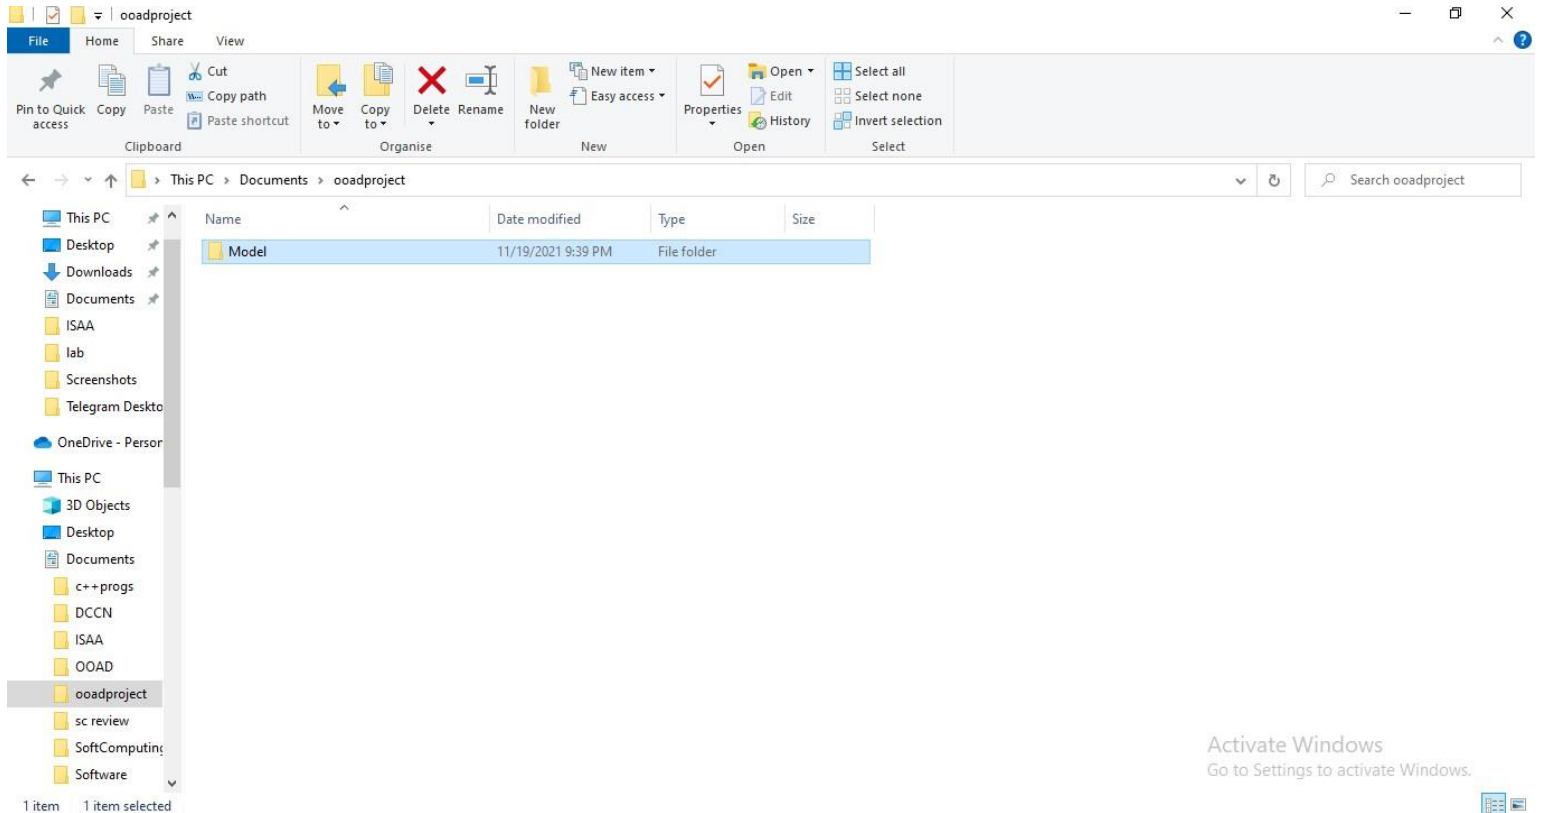 ooadproject
File Home Share View
Pin to Quick access
Copy
Paste
Cut
Copy path
Paste shortcut
Clipboard
Move to
Copy to
Delete
Rename
Organise
New folder
New item
Easy access
New
Properties
Open
Edit
History
Open
Select all
Select none
Invert selection
Select
This PC > Documents > ooadproject
Search ooadproject
Name Date modified Type Size
Model 11/19/2021 9:39 PM File folder
This PC
Desktop
Downloads
Documents
ISAA
lab
Screenshots
Telegram Deskto
OneDrive - Person
This PC
3D Objects
Desktop
Documents
c++progs
DCCN
ISAA
OOAD
ooadproject
sc review
SoftComputing
Software
Activate Windows
Go to Settings to activate Windows.
1 item 1 item selected